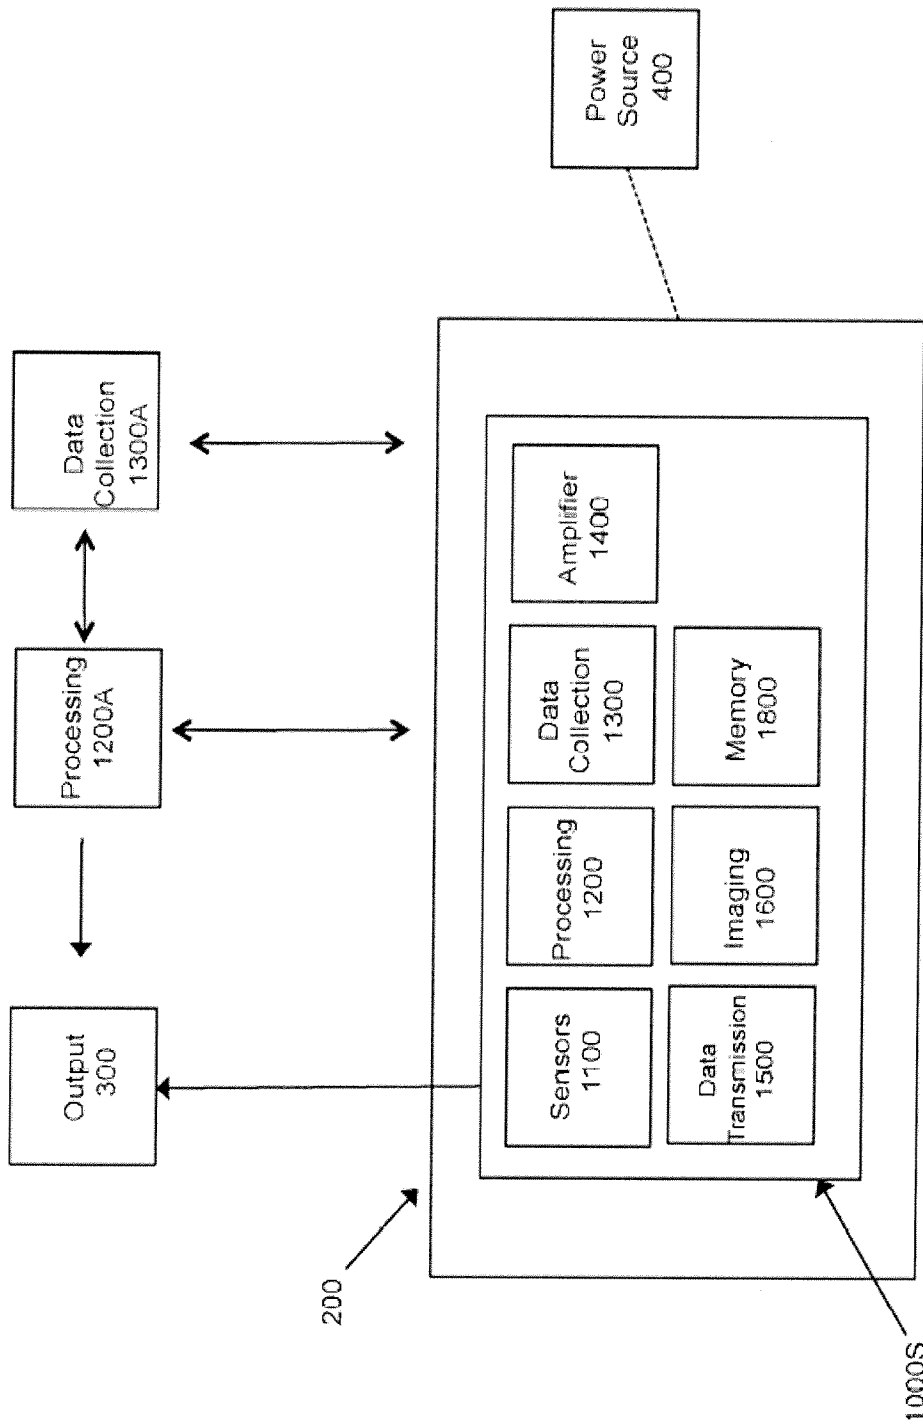 Output
300
Processing
1200A
Data
Collection
1300A
200
Sensors
1100
Processing
1200
Data
Collection
1300
Amplifier
1400
Data
Transmission
1500
Imaging
1600
Memory
1800
Power
Source
400
1000S